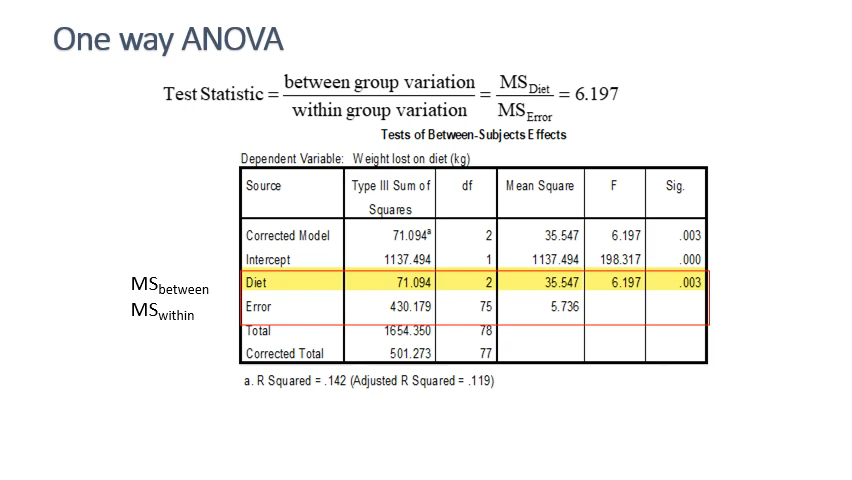 One way ANOVA
Test Statistic = between group variation / within group variation = MS_Diet / MS_Error = 6.197
Tests of Between-Subjects Effects
Dependent Variable: Weight lost on diet (kg)
Source Type III Sum of Squares df Mean Square F Sig.
Corrected Model 71.094a 2 35.547 6.197 .003
Intercept 1137.494 1 1137.494 198.317 .000
MSbetween Diet 71.094 2 35.547 6.197 .003
MSwithin Error 430.179 75 5.736
Total 1654.350 78
Corrected Total 501.273 77
a. R Squared = .142 (Adjusted R Squared = .119)